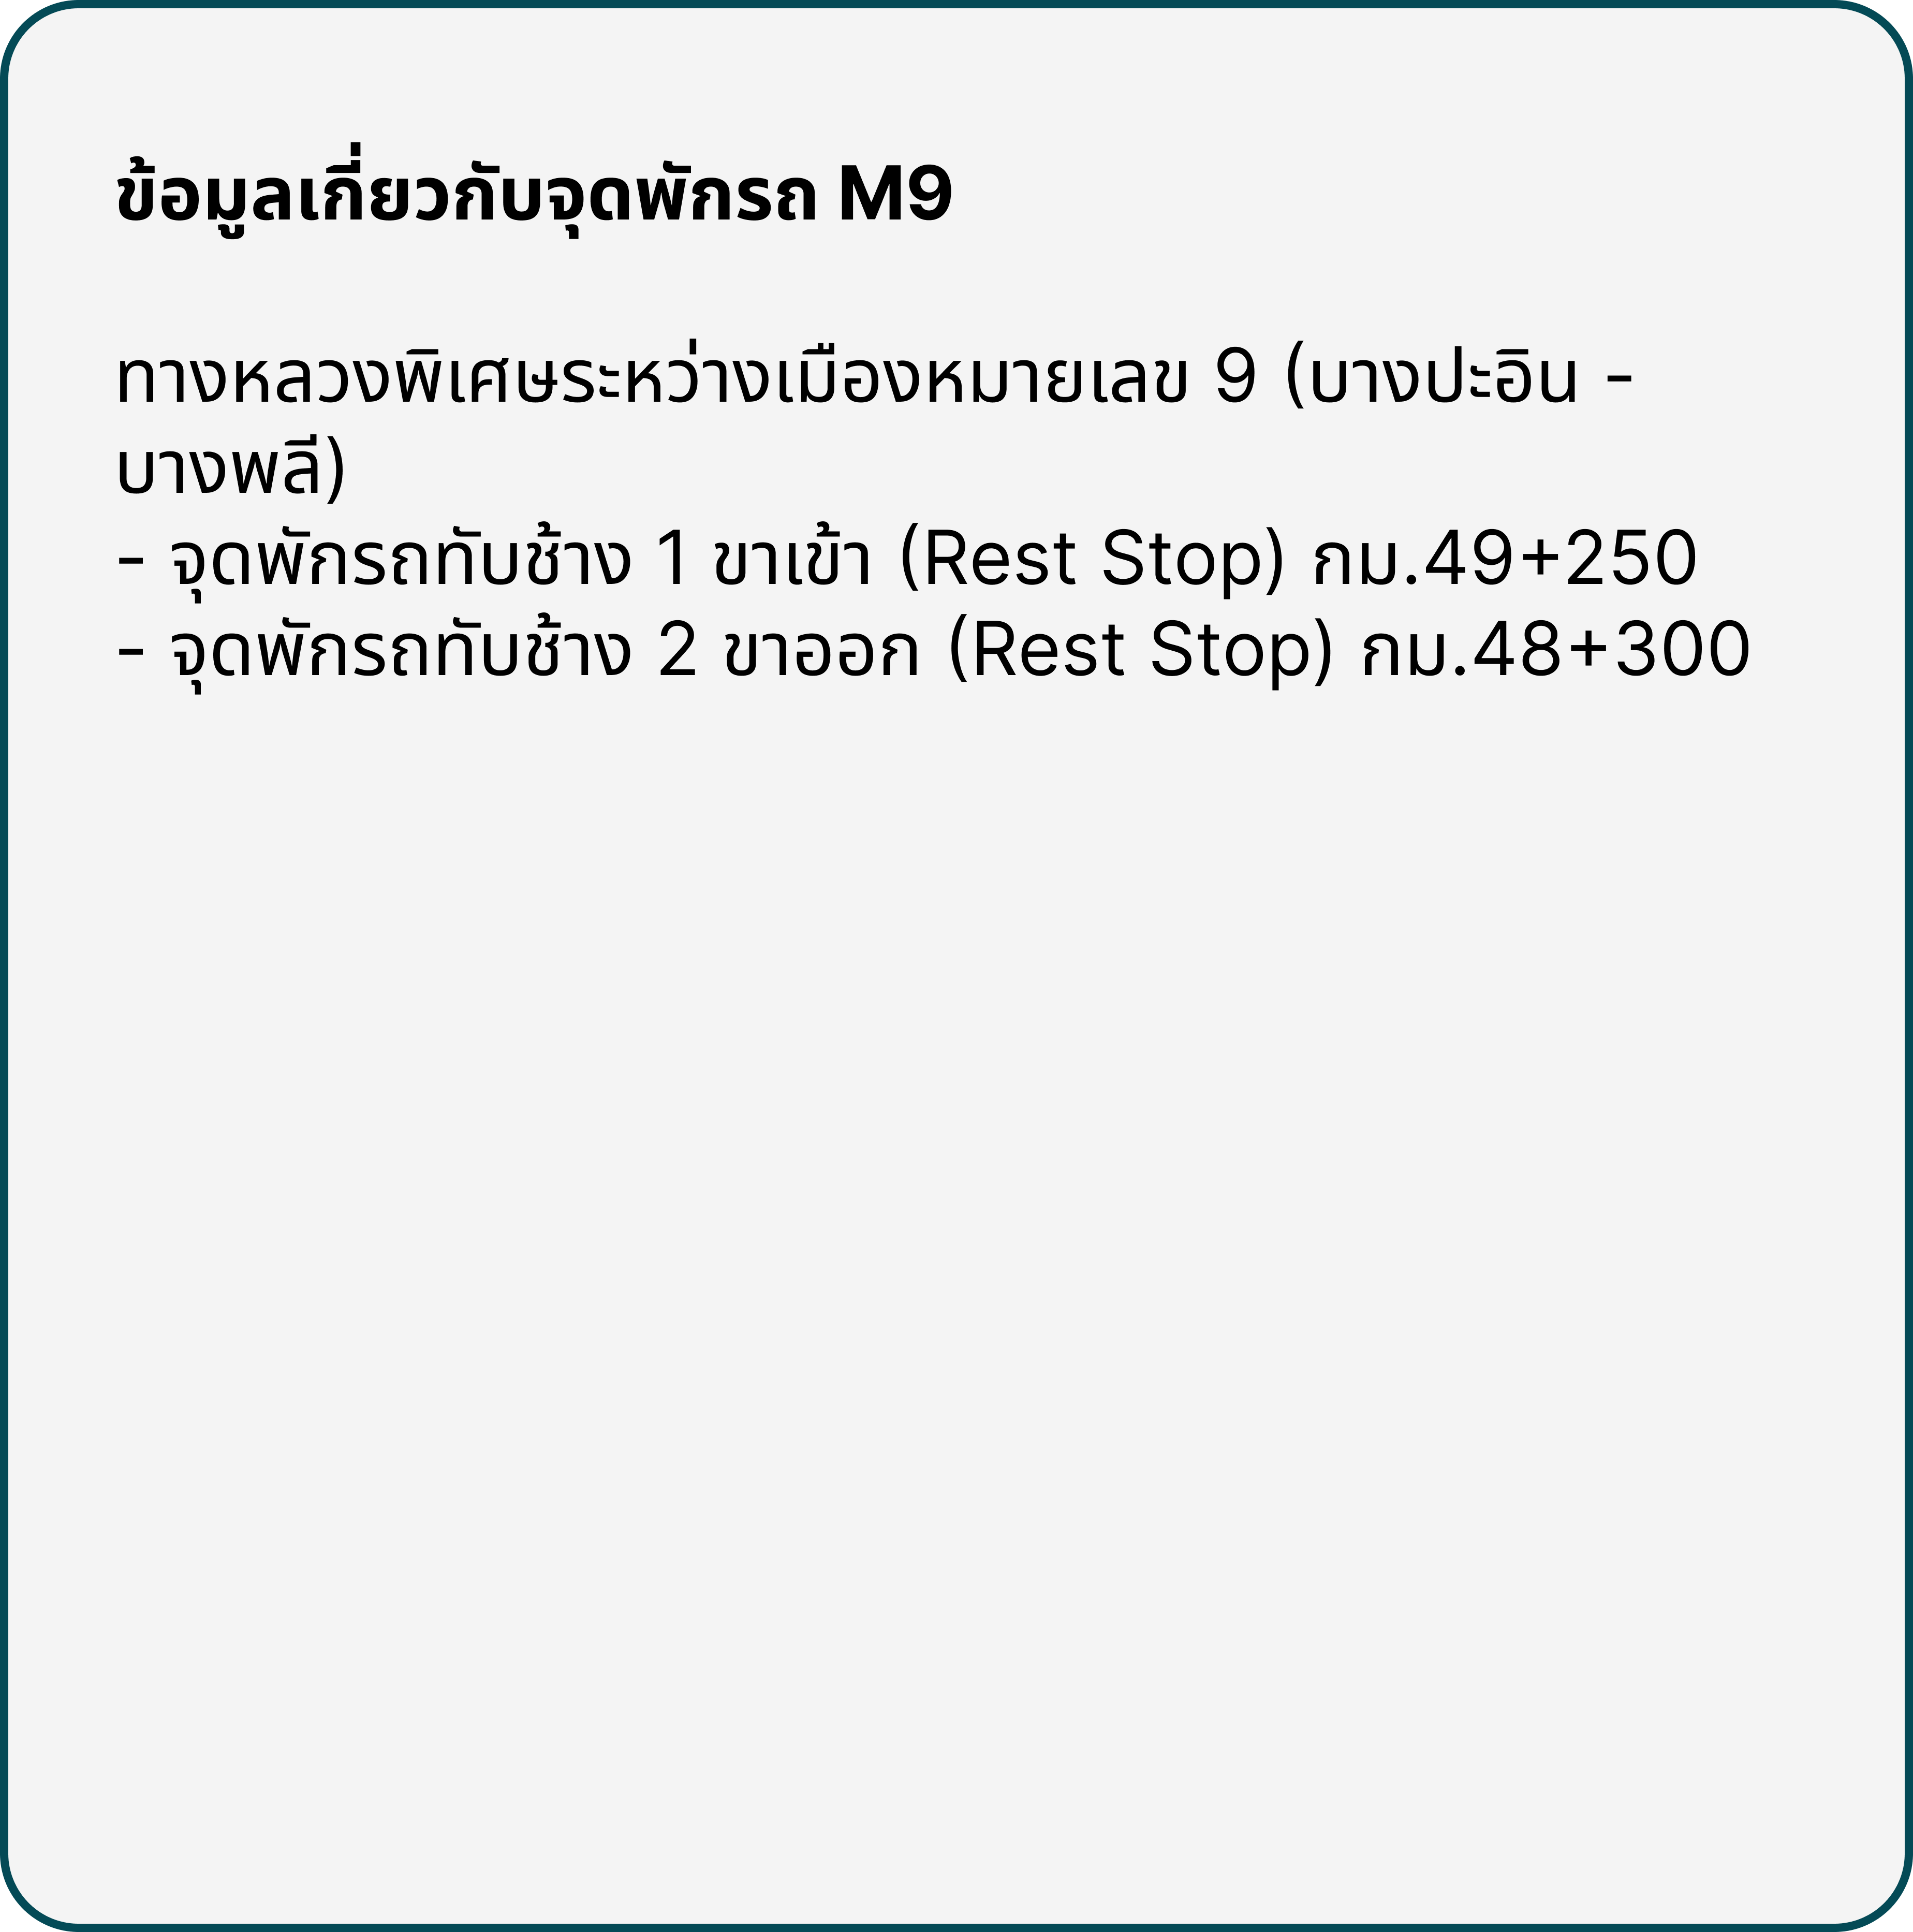 ข้อมูลเกี่ยวกับจุดพักรถ M9
ทางหลวงพิเศษระหว่างเมืองหมายเลข 9 (บางปะอิน -
บางพลี)
- จุดพักรถทับช้าง 1 ขาเข้า (Rest Stop) กม.49+250
- จุดพักรถทับช้าง 2 ขาออก (Rest Stop) กม.48+300